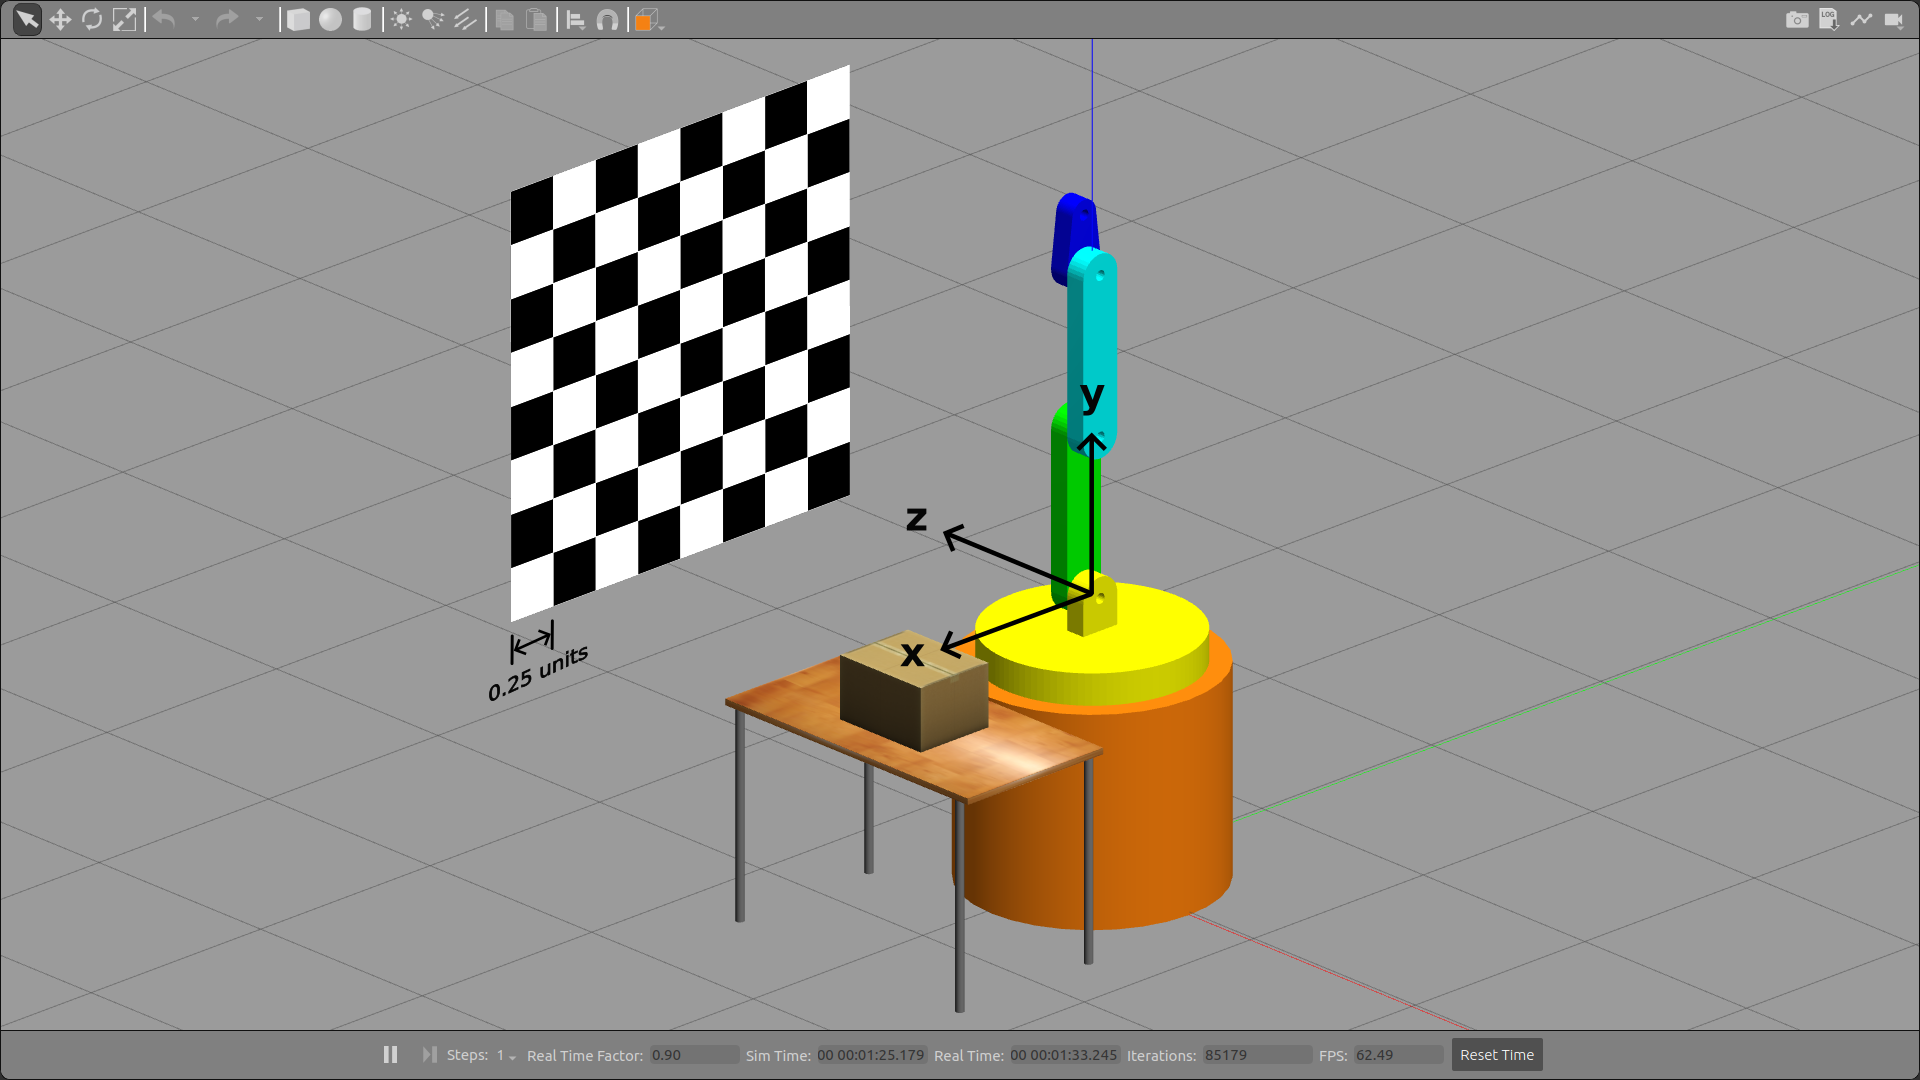 LOG
y
z
x
0.25 units
Steps: 1 Real Time Factor: 0.90 Sim Time: 00 00:01:25.179 Real Time: 00 00:01:33.245 Iterations: 85179 FPS: 62.49 Reset Time